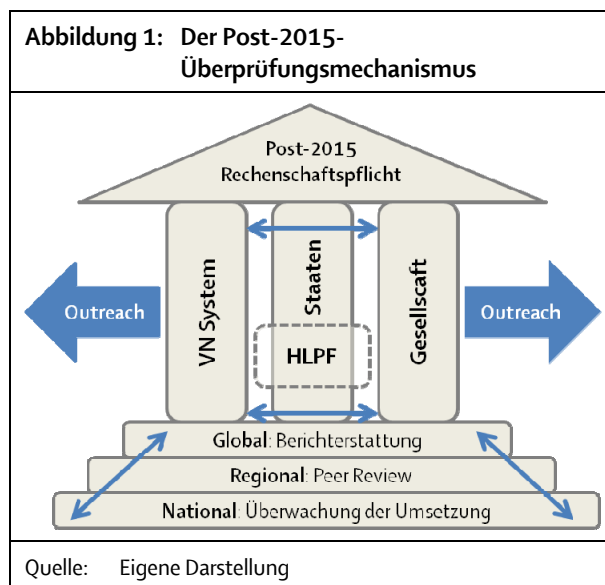 Abbildung 1: Der Post-2015-
Überprüfungsmechanismus
Post-2015
Rechenschaftspflicht
Outreach
VN System
Staaten
HLPF
Gesellscaft
Outreach
Global: Berichterstattung
Regional: Peer Review
National: Überwachung der Umsetzung
Quelle: Eigene Darstellung